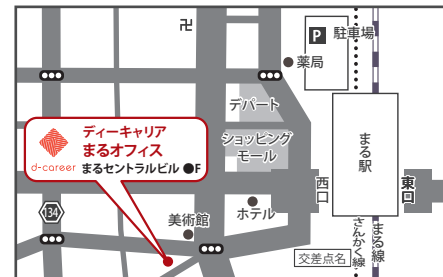 卍
P 駐車場
薬局
デパート
ディーキャリア
まるオフィス
d-career まるセントラルビル ●F
ショッピング
モール
まる駅
西口
東口
134
ホテル
美術館
さんかく線
まる線
交差点名